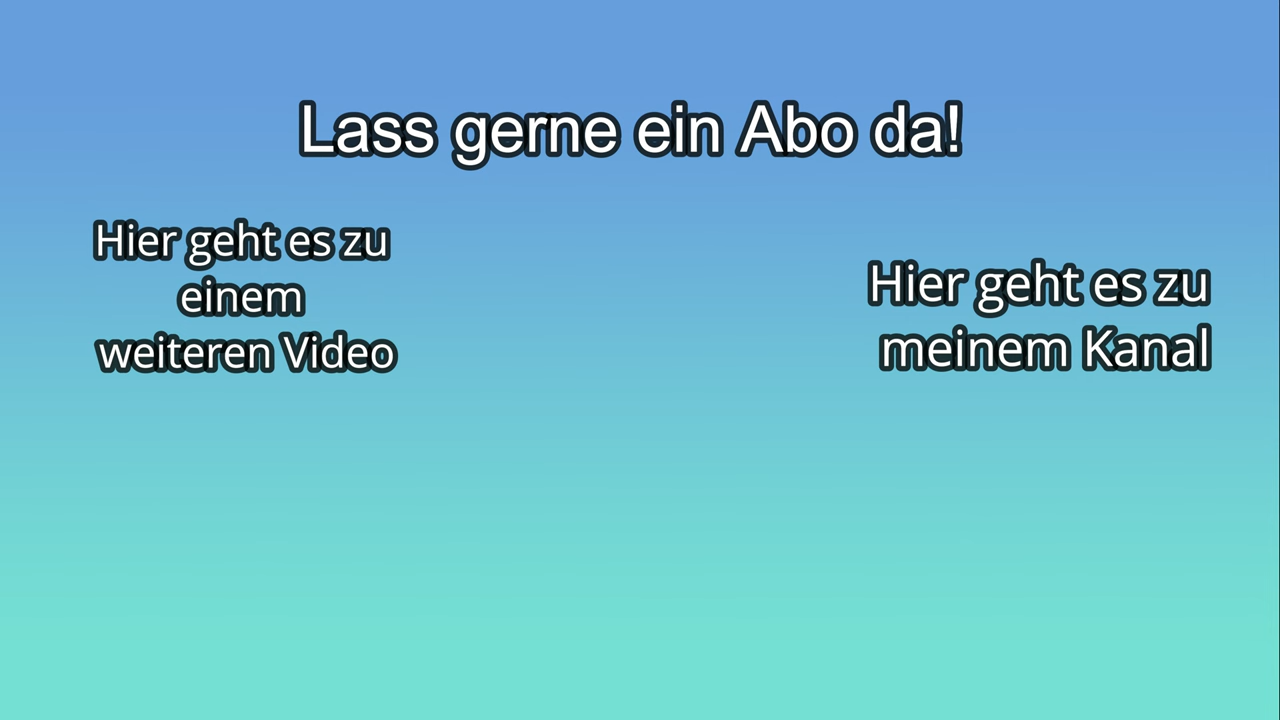 Lass gerne ein Abo da!
Hier geht es zu
einem
weiteren Video
Hier geht es zu
meinem Kanal